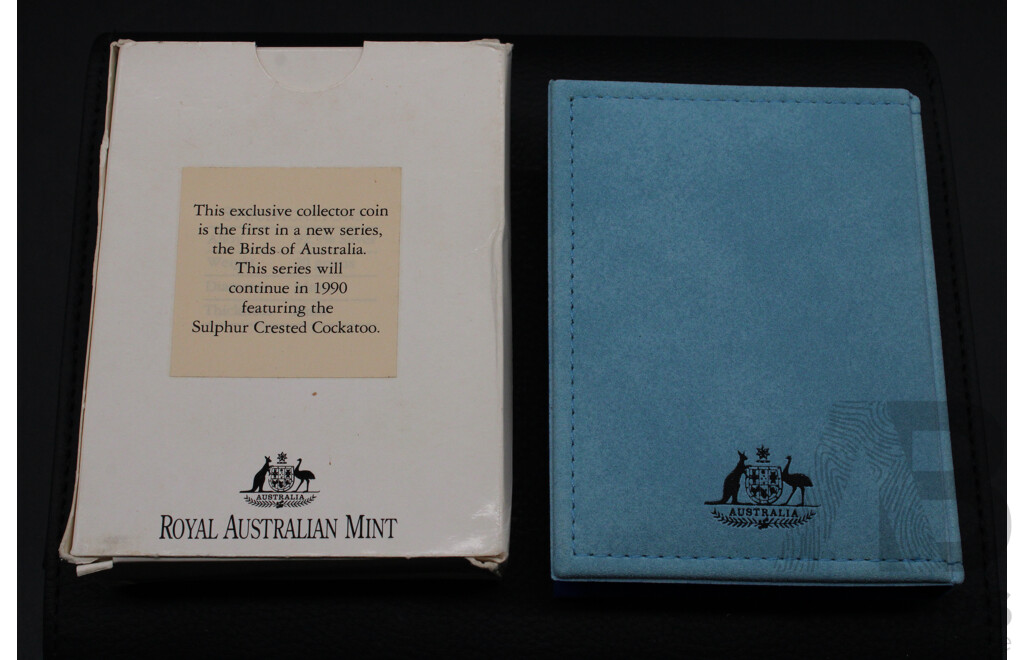 This exclusive collector coin
is the first in a new series,
the Birds of Australia.
This series will
continue in 1990
featuring the
Sulphur Crested Cockatoo.
AUSTRALIA
ROYAL AUSTRALIAN MINT
AUSTRALIA